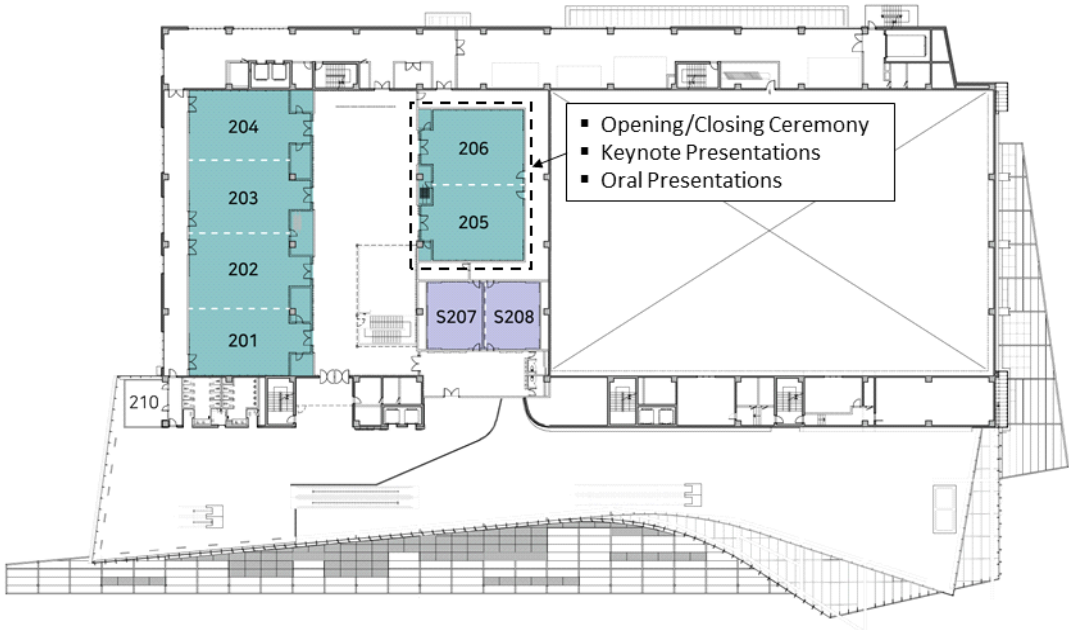 204
203
202
201
206
205
▪ Opening/Closing Ceremony
▪ Keynote Presentations
▪ Oral Presentations
S207
S208
210